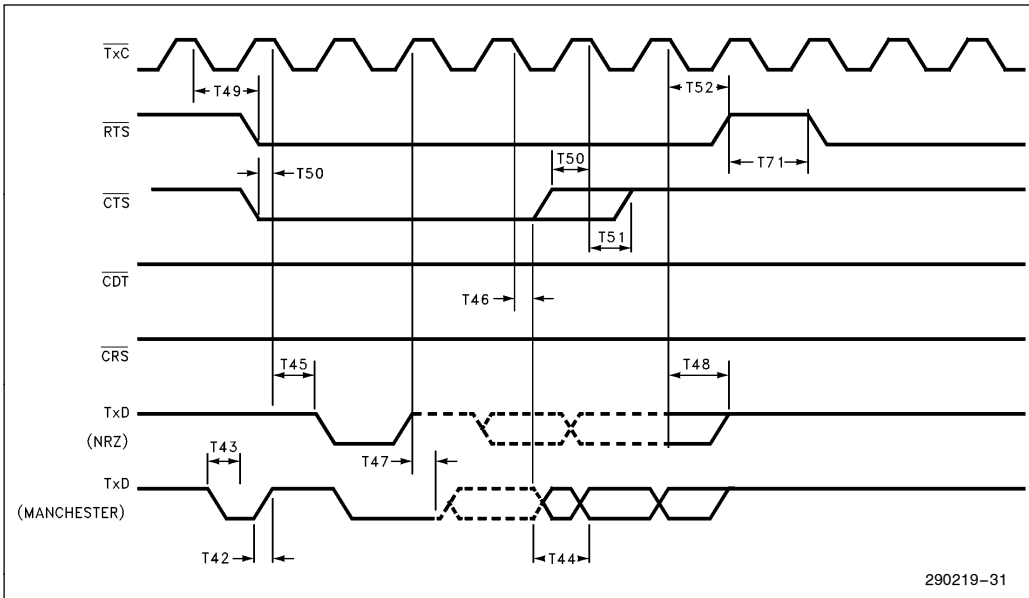 TxC
T49
T52
RTS
T50
T50
T71
CTS
T51
CDT
T46
CRS
T45
T48
TxD
(NRZ)
T43
T47
TxD
(MANCHESTER)
T42
T44
290219-31